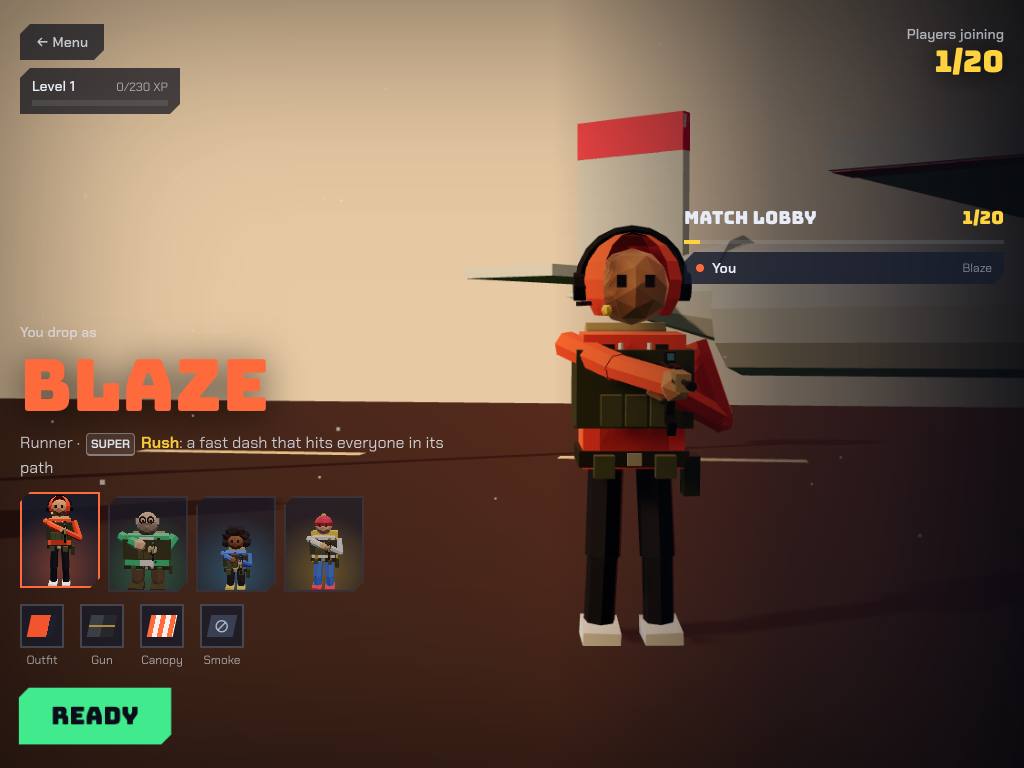 ← Menu
Level 1 0/230 XP
Players joining
1/20
MATCH LOBBY 1/20
You Blaze
You drop as
BLAZE
Runner · SUPER Rush: a fast dash that hits everyone in its
path
Outfit Gun Canopy Smoke
READY